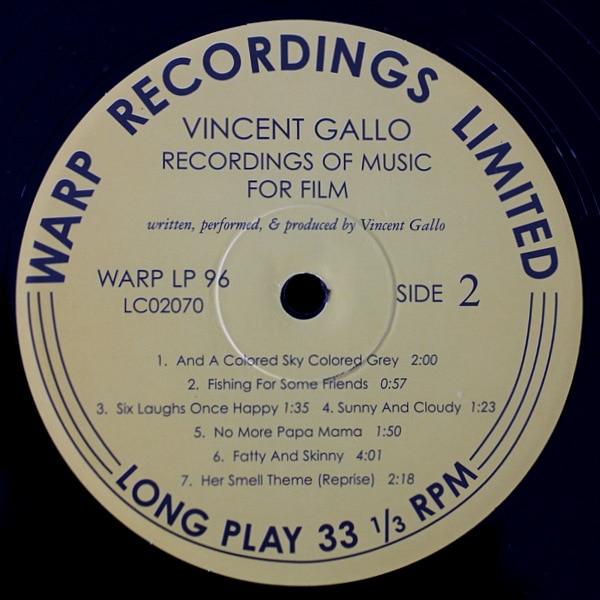 WARP RECORDINGS LIMITED
VINCENT GALLO
RECORDINGS OF MUSIC
FOR FILM
written, performed, & produced by Vincent Gallo
WARP LP 96
LC02070
SIDE 2
1. And A Colored Sky Colored Grey 2:00
2. Fishing For Some Friends 0:57
3. Six Laughs Once Happy 1:35 4. Sunny And Cloudy 1:23
5. No More Papa Mama 1:50
6. Fatty And Skinny 4:01
7. Her Smell Theme (Reprise) 2:18
LONG PLAY 33 1/3 RPM